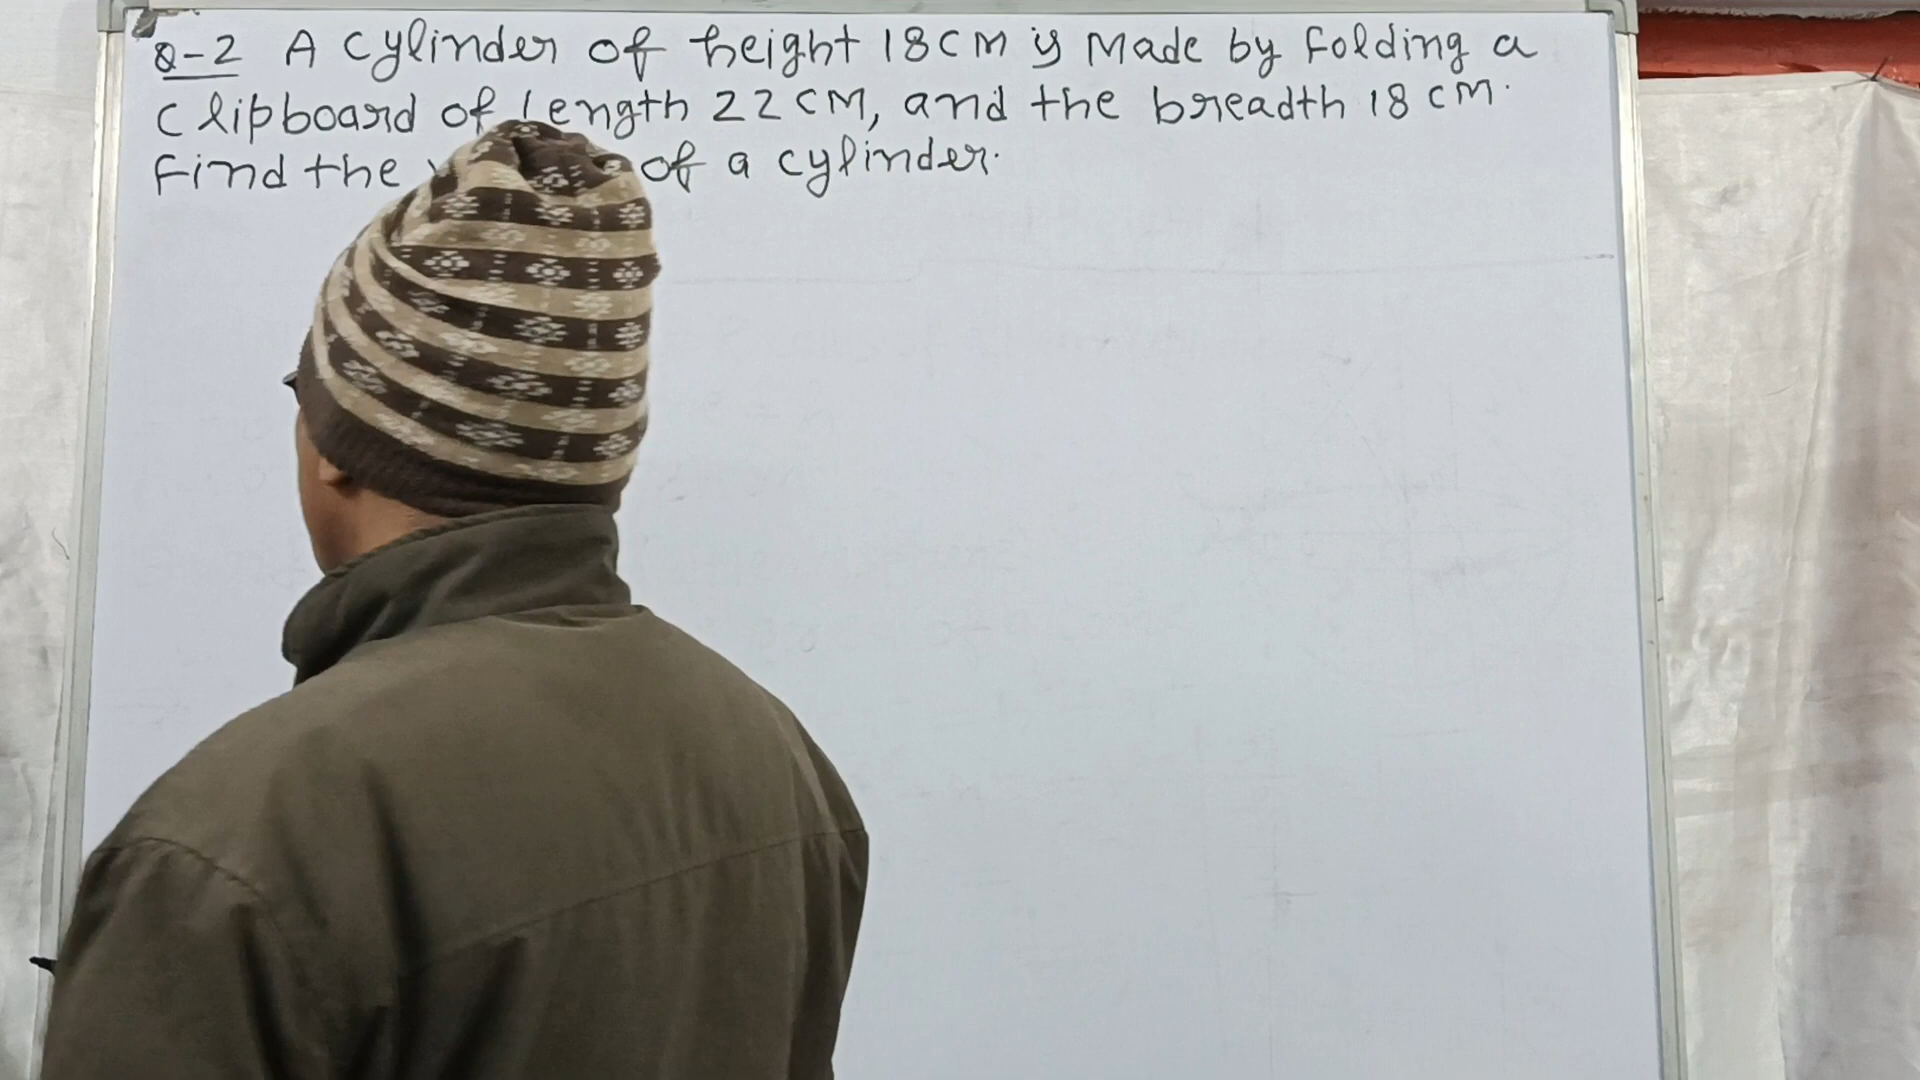 Q-2 A cylinder of height 18 CM is Made by Folding a
Clipboard of length 22 CM, and the breadth 18 cm.
Find the of a cylinder.